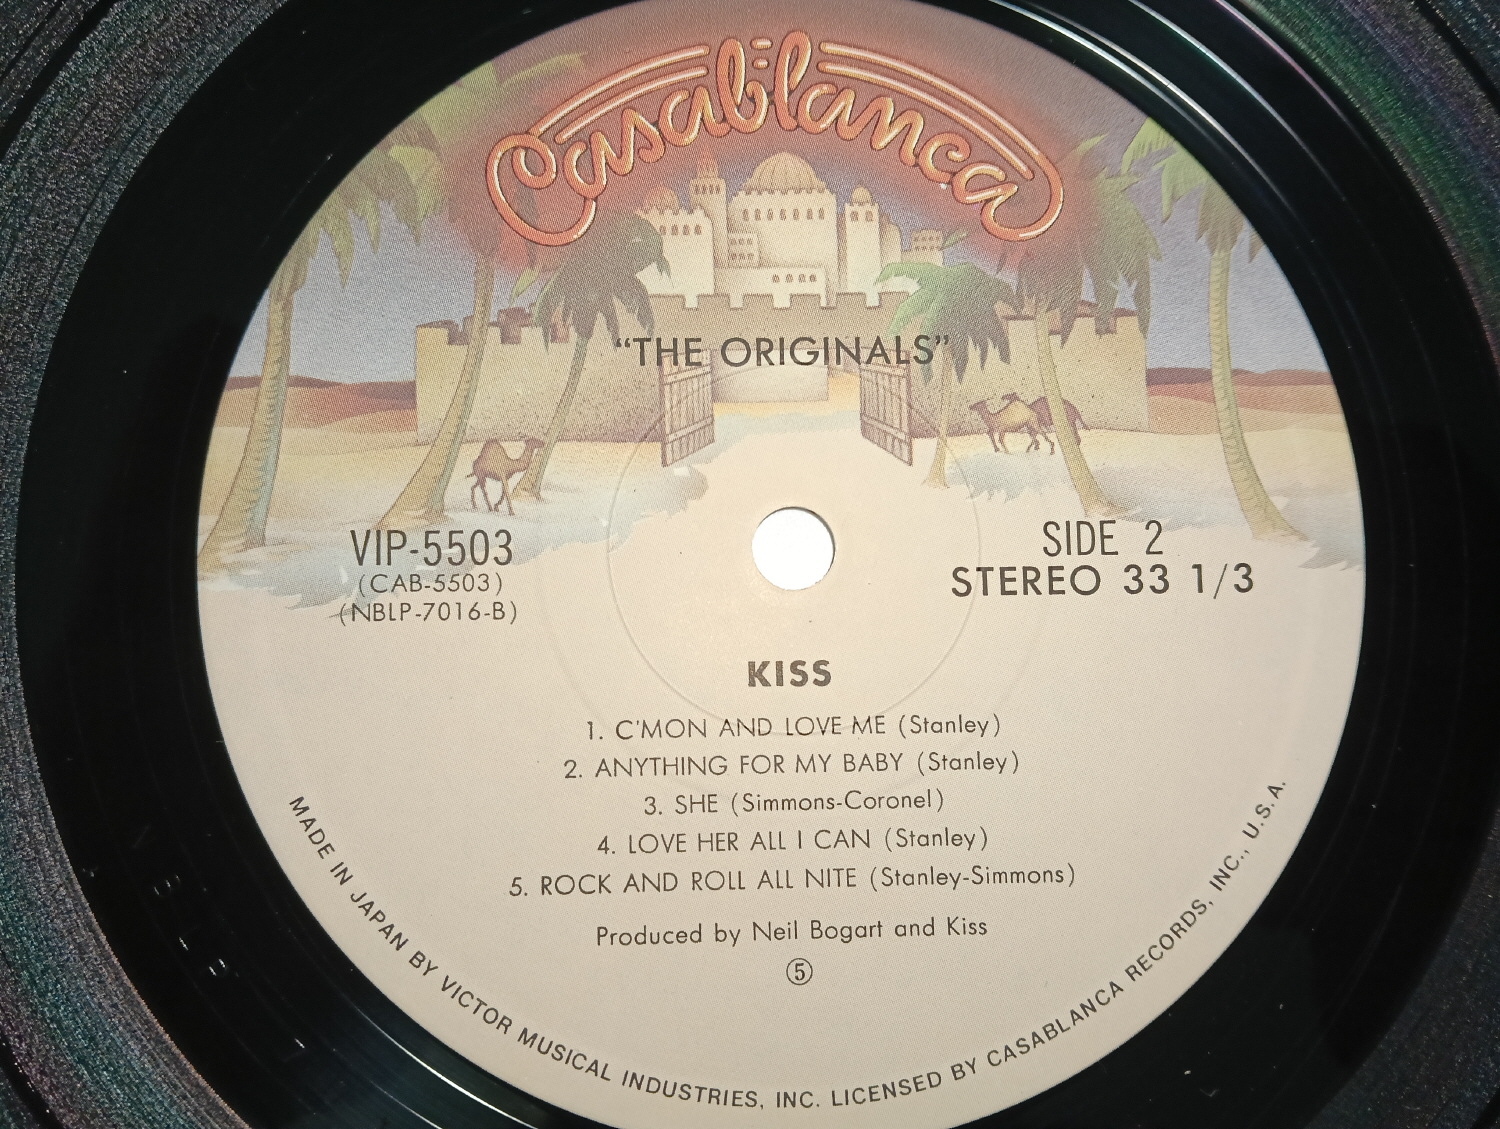 Casablanca
“THE ORIGINALS”
VIP-5503
(CAB-5503)
(NBLP-7016-B)
SIDE 2
STEREO 33 1/3
KISS
1. C'MON AND LOVE ME (Stanley)
2. ANYTHING FOR MY BABY (Stanley)
3. SHE (Simmons-Coronel)
4. LOVE HER ALL I CAN (Stanley)
5. ROCK AND ROLL ALL NITE (Stanley-Simmons)
Produced by Neil Bogart and Kiss
⑤
MADE IN JAPAN BY VICTOR MUSICAL INDUSTRIES, INC. LICENSED BY CASABLANCA RECORDS, INC., U.S.A.